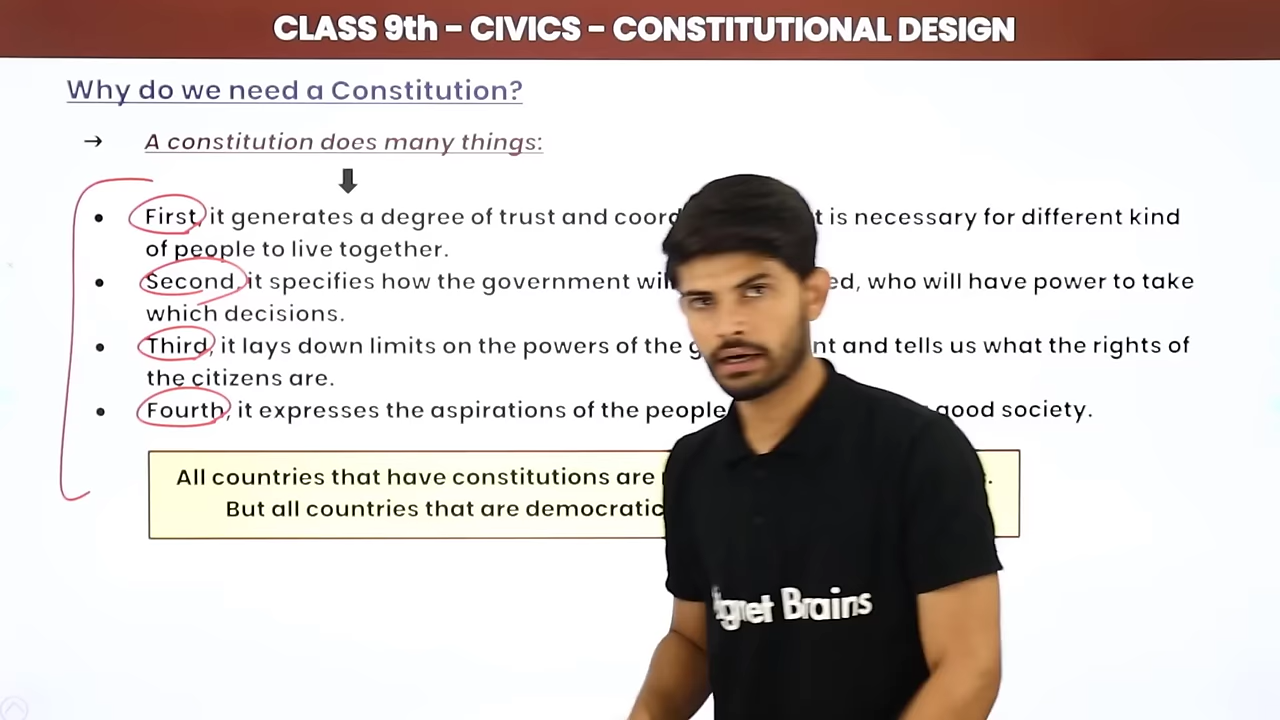 CLASS 9th - CIVICS - CONSTITUTIONAL DESIGN
Why do we need a Constitution?
→ A constitution does many things:
• First, it generates a degree of trust and is necessary for different kind
of people to live together.
• Second, it specifies how the government who will have power to take
which decisions.
• Third, it lays down limits on the powers of the and tells us what the rights of
the citizens are.
• Fourth, it expresses the aspirations of the people good society.
All countries that have constitutions are
But all countries that are democratic
Brains